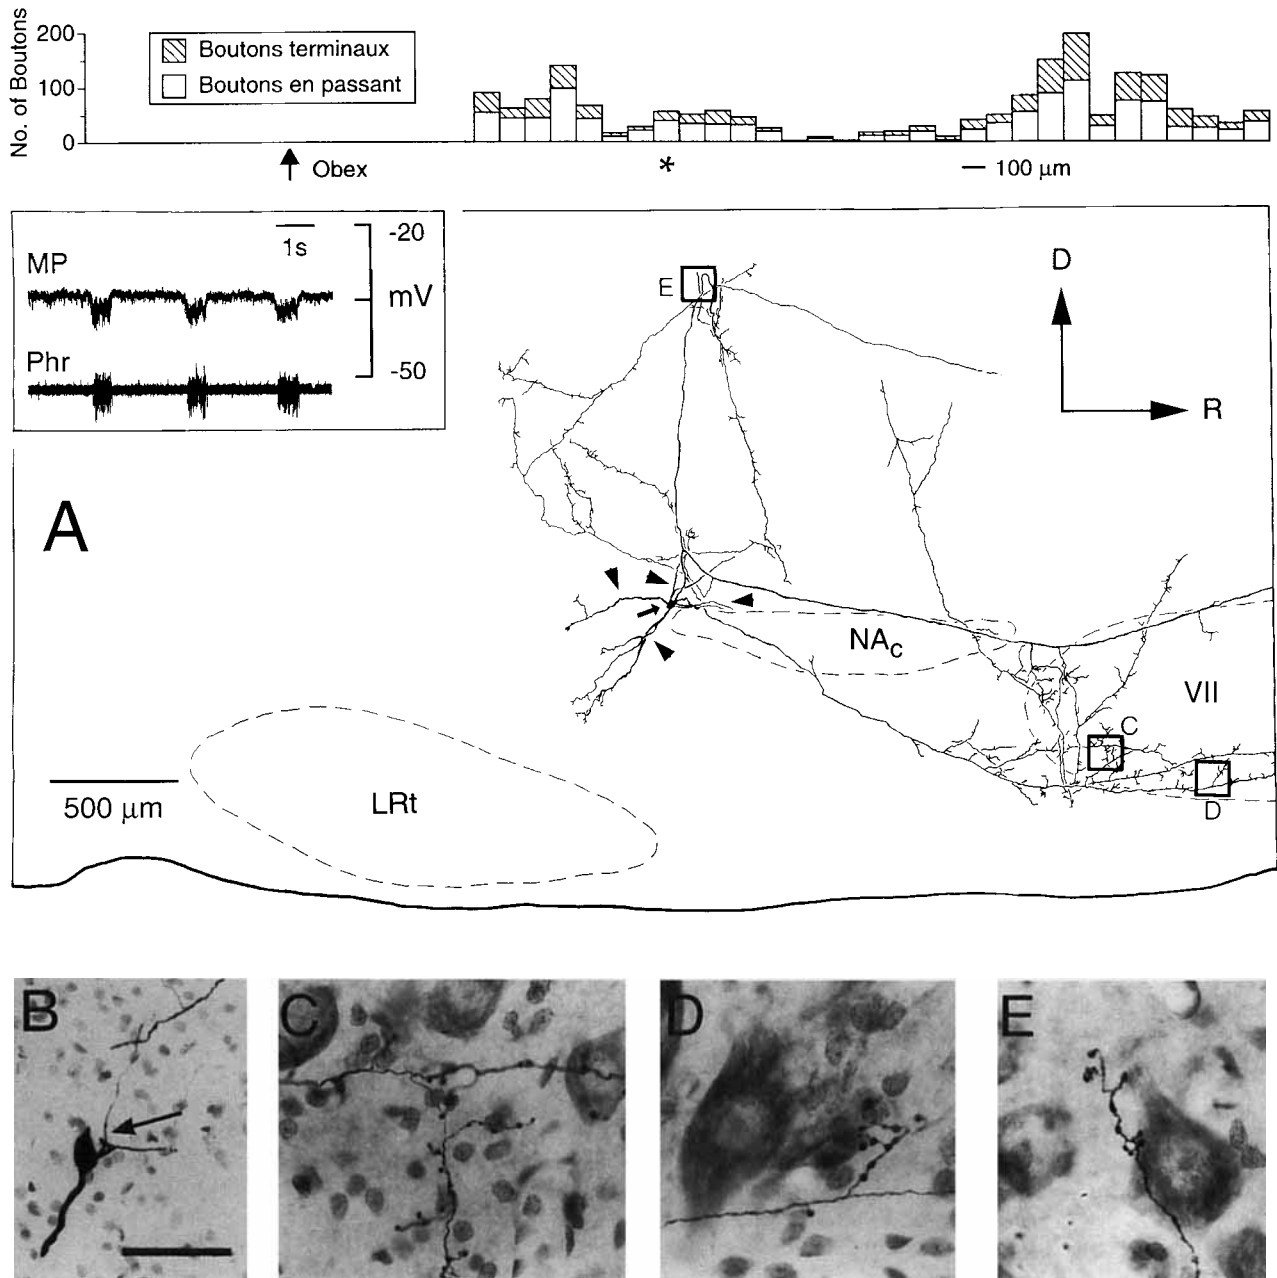 No. of Boutons
200
100
0
Boutons terminaux
Boutons en passant
Obex
*
100 μm
MP
1s
-20
mV
Phr
-50
E
D
R
A
NAc
VII
C
D
LRt
500 μm
B
C
D
E